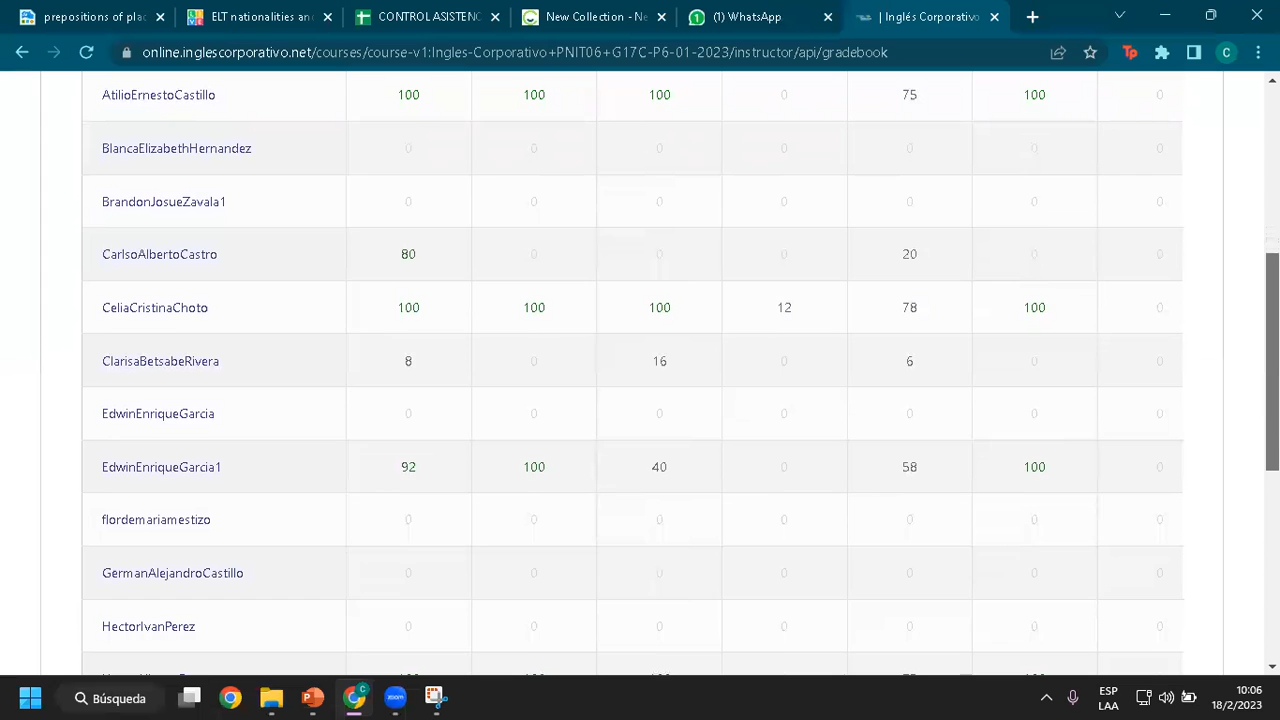 prepositions of pla
ELT nationalities an
CONTROL ASISTENC
New Collection - Ne
(1) WhatsApp
| Inglés Corporativo
online.inglescorporativo.net/courses/course-v1:Ingles-Corporativo+PNIT06+G17C-P6-01-2023/instructor/api/gradebook
AtilioErnestoCastillo 100 100 100 0 75 100 0
BlancaElizabethHernandez 0 0 0 0 0 0 0
BrandonJosueZavala1 0 0 0 0 0 0 0
CarlsoAlbertoCastro 80 0 0 0 20 0 0
CeliaCristinaChoto 100 100 100 12 78 100 0
ClarisaBetsabeRivera 8 0 16 0 6 0 0
EdwinEnriqueGarcia 0 0 0 0 0 0 0
EdwinEnriqueGarcia1 92 100 40 0 58 100 0
flordemariamestizo 0 0 0 0 0 0 0
GermanAlejandroCastillo 0 0 0 0 0 0 0
HectorIvanPerez 0 0 0 0 0 0 0
Búsqueda
zoom
ESP
LAA
10:06
18/2/2023